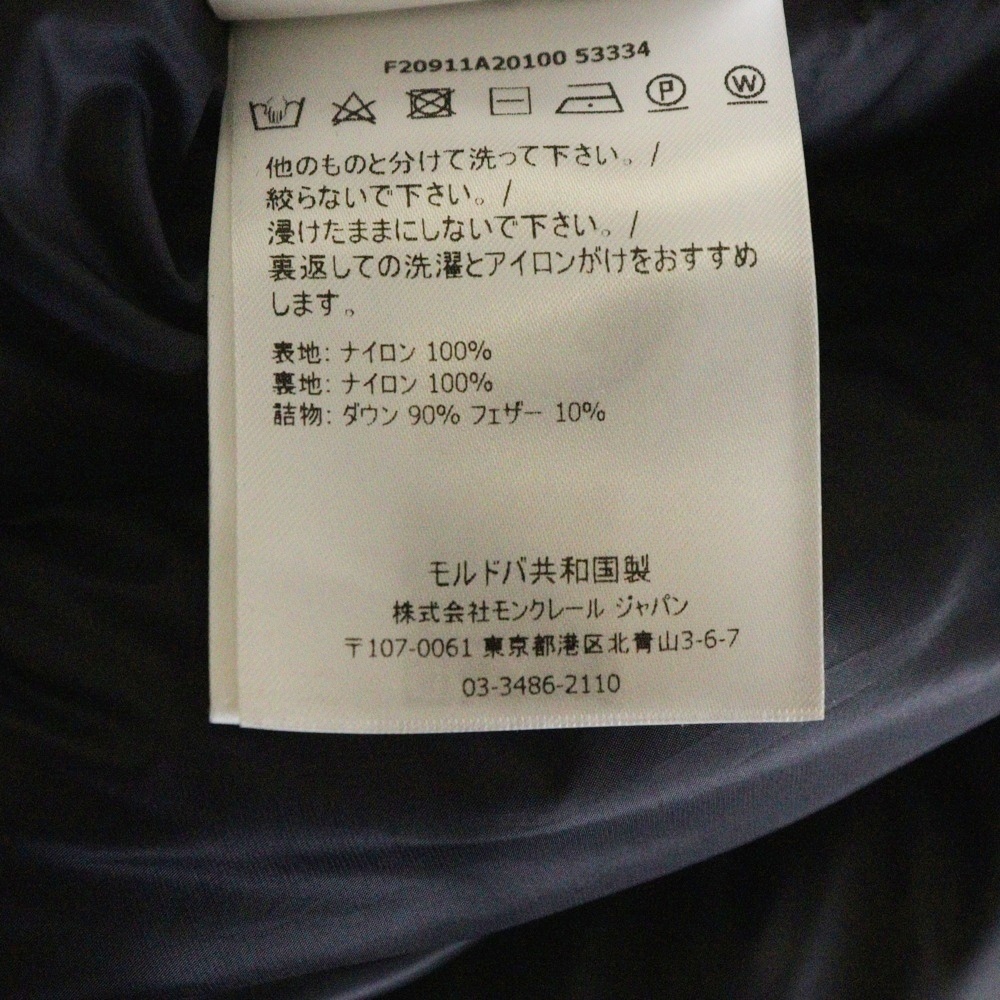 F20911A20100 53334
P W
他のものと分けて洗って下さい。/
絞らないで下さい。/
浸けたままにしないで下さい。/
裏返しての洗濯とアイロンがけをおすすめ
します。
表地: ナイロン 100%
裏地: ナイロン 100%
詰物: ダウン 90% フェザー 10%
モルドバ共和国製
株式会社モンクレール ジャパン
〒107-0061 東京都港区北青山3-6-7
03-3486-2110